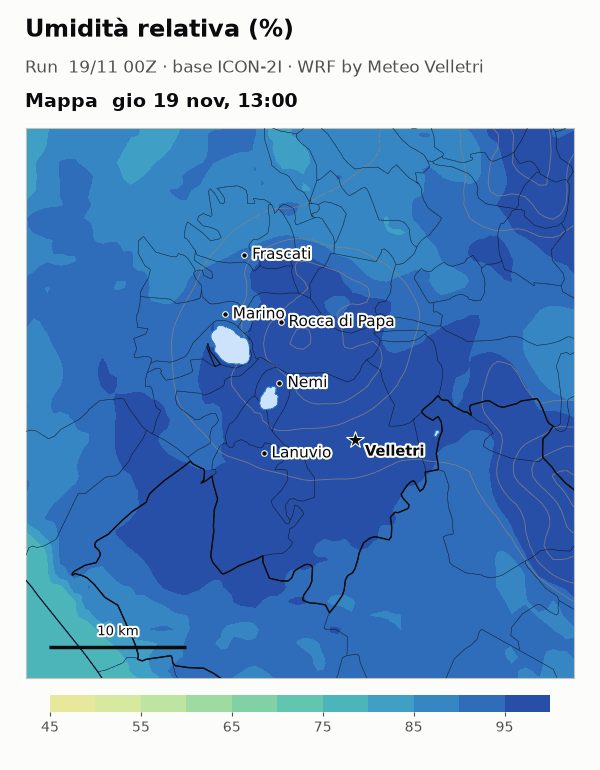 Umidità relativa (%)
Run  19/11 00Z · base ICON-2I · WRF by Meteo Velletri
Mappa  gio 19 nov, 13:00
Frascati
Marino
Rocca di Papa
Nemi
Velletri
Lanuvio
10 km
45 55 65 75 85 95